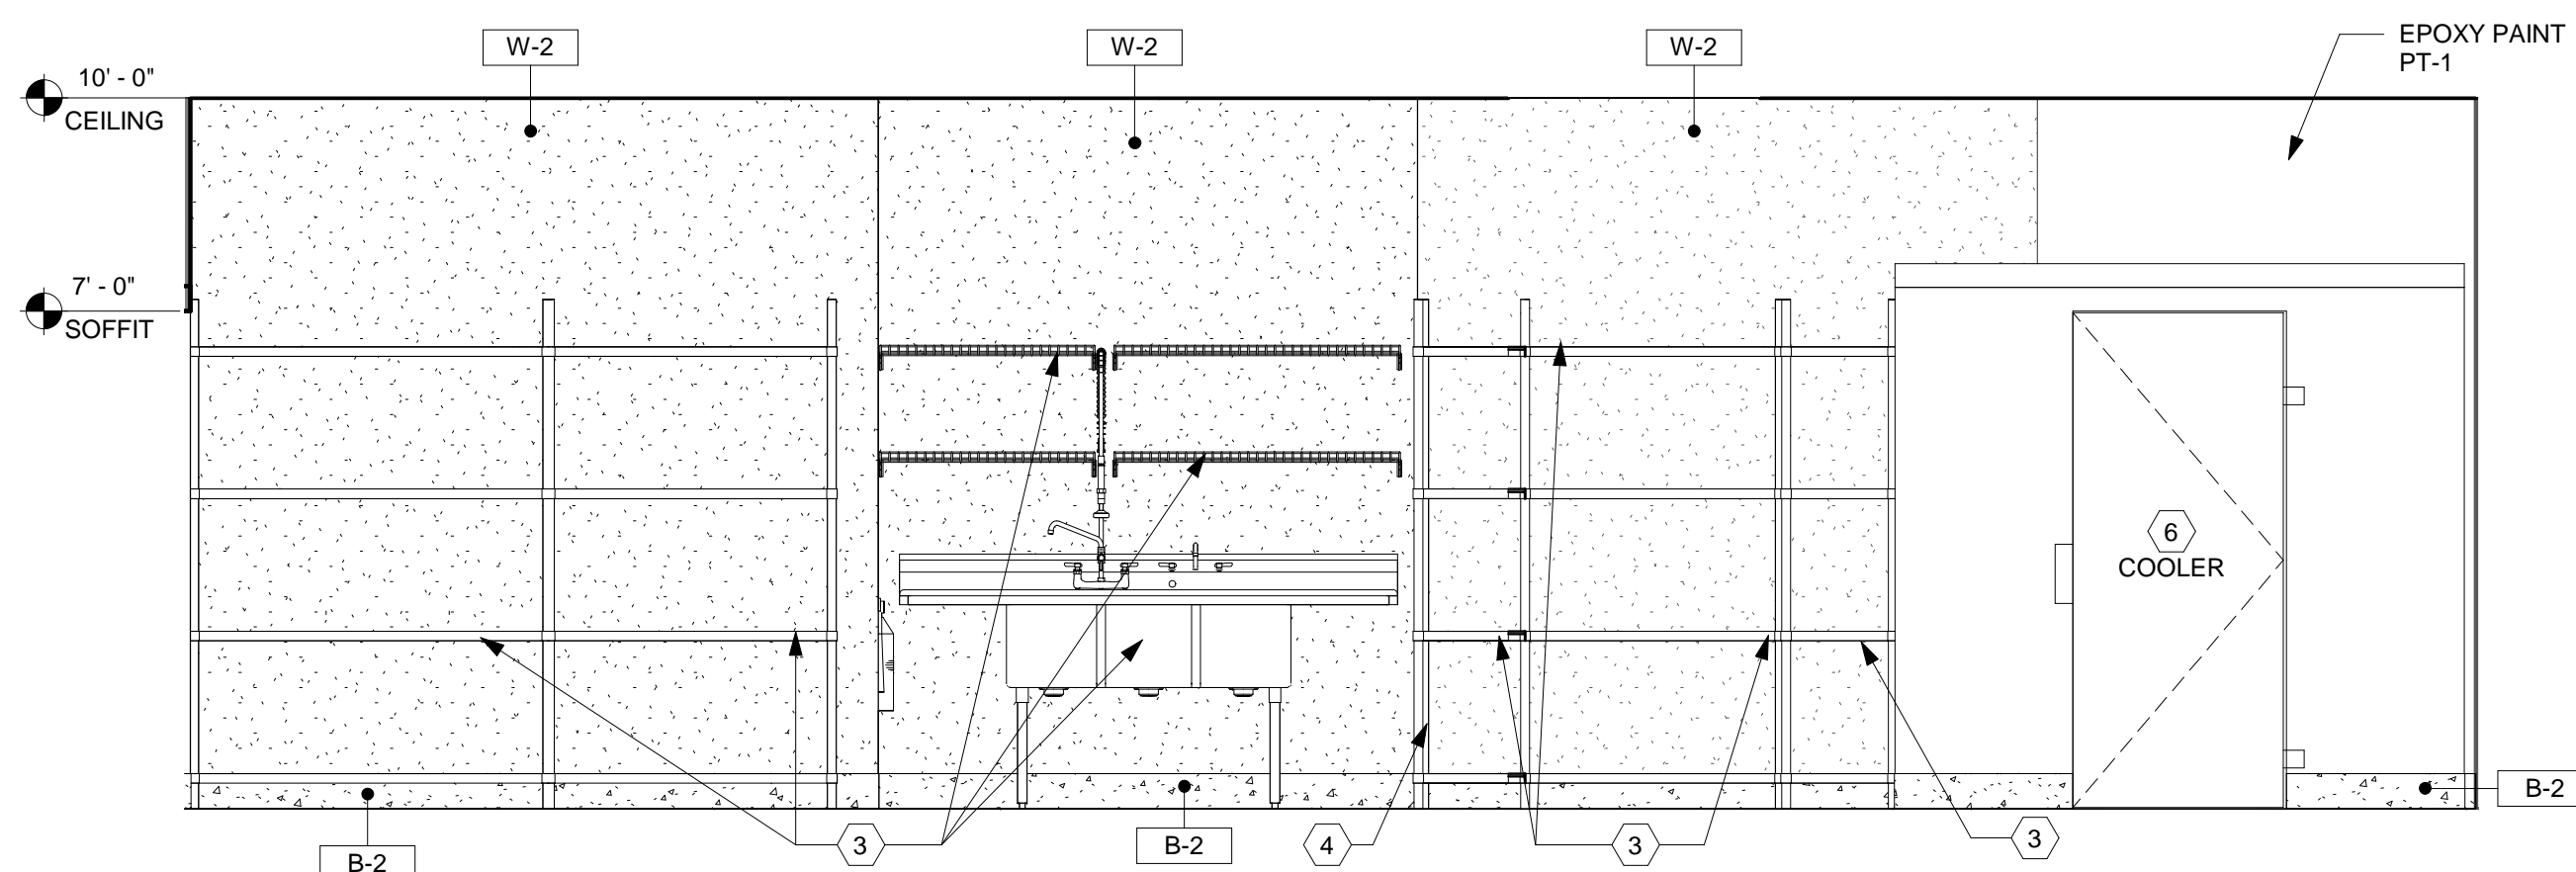 W-2
W-2
W-2
EPOXY PAINT
PT-1
10' - 0"
CEILING
7' - 0"
SOFFIT
6
COOLER
B-2
3
B-2
4
3
3
B-2